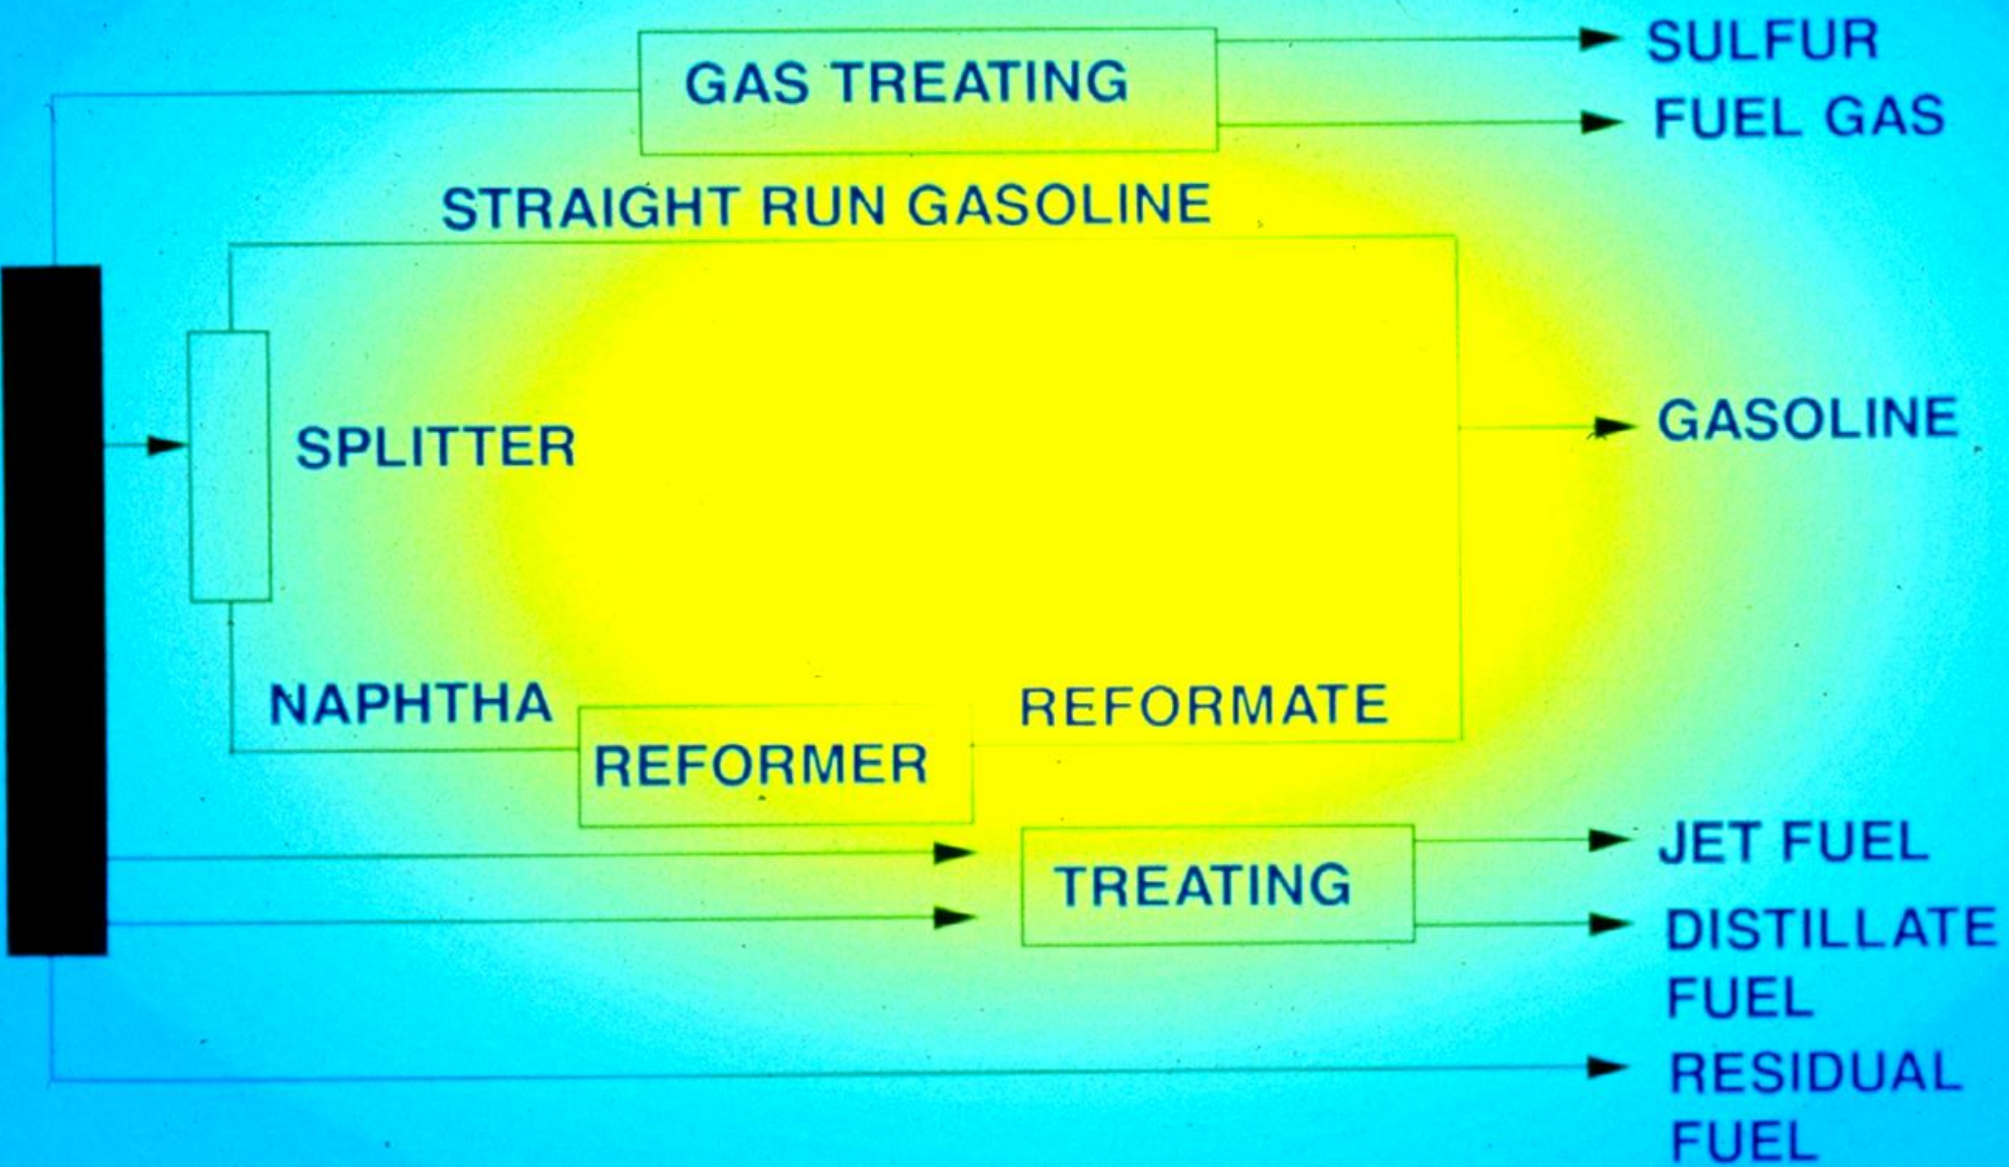 GAS TREATING
SULFUR
FUEL GAS
STRAIGHT RUN GASOLINE
SPLITTER
GASOLINE
NAPHTHA
REFORMER
REFORMATE
TREATING
JET FUEL
DISTILLATE
FUEL
RESIDUAL
FUEL